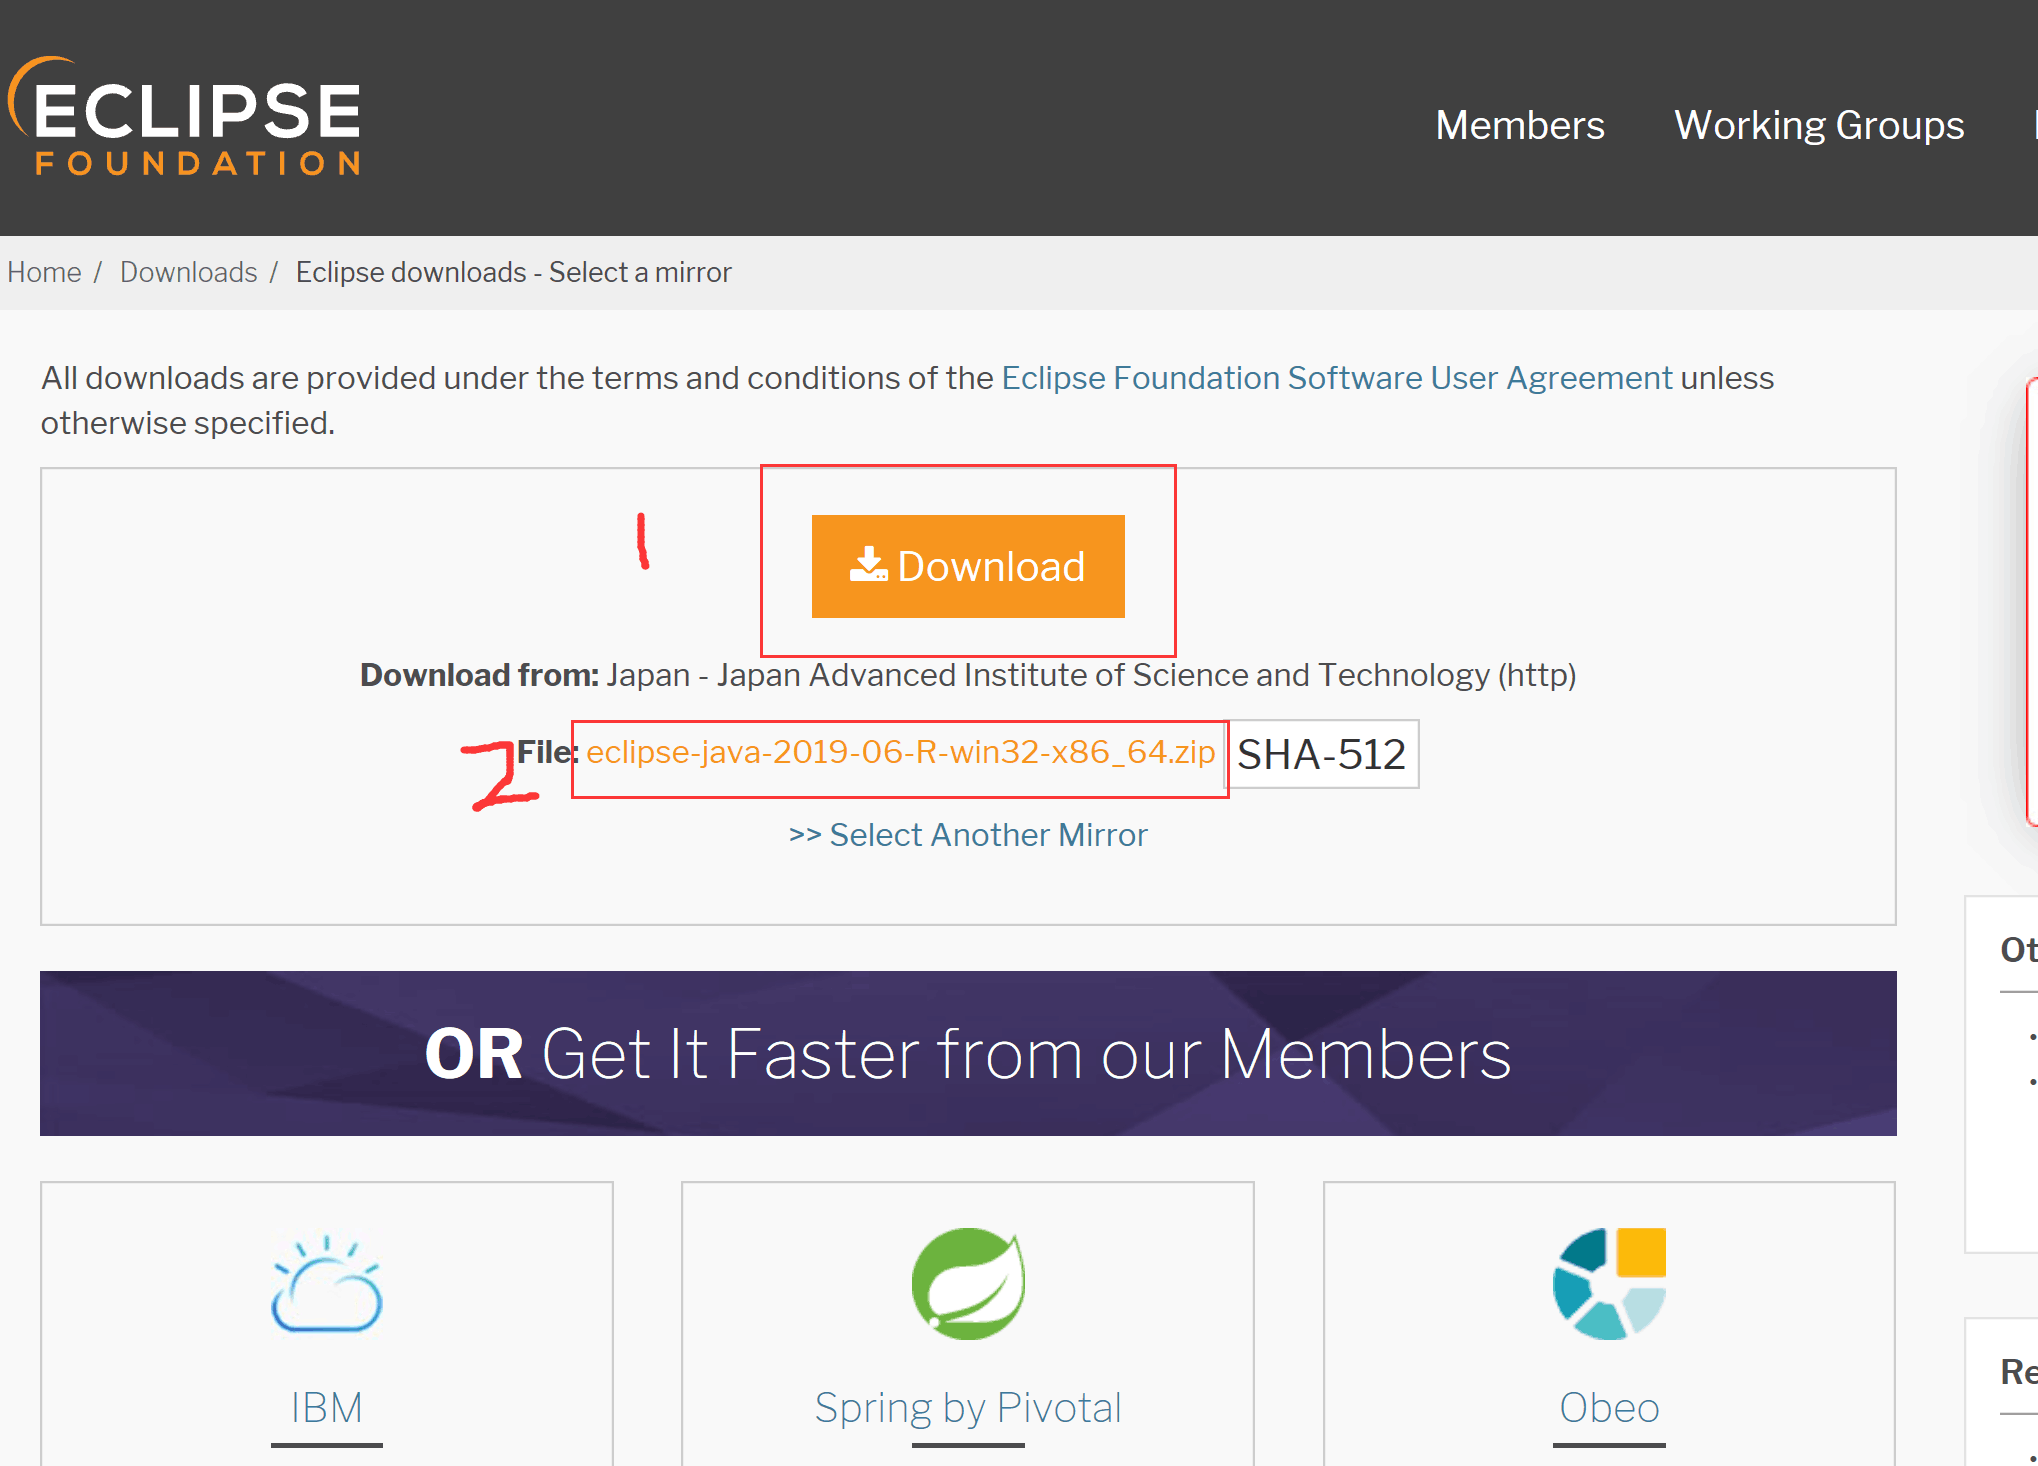 ECLIPSE
FOUNDATION
Members Working Groups
Home / Downloads / Eclipse downloads - Select a mirror
All downloads are provided under the terms and conditions of the Eclipse Foundation Software User Agreement unless
otherwise specified.
1
Download
Download from: Japan - Japan Advanced Institute of Science and Technology (http)
2
File: eclipse-java-2019-06-R-win32-x86_64.zip SHA-512
>> Select Another Mirror
OR Get It Faster from our Members
IBM
Spring by Pivotal
Obeo